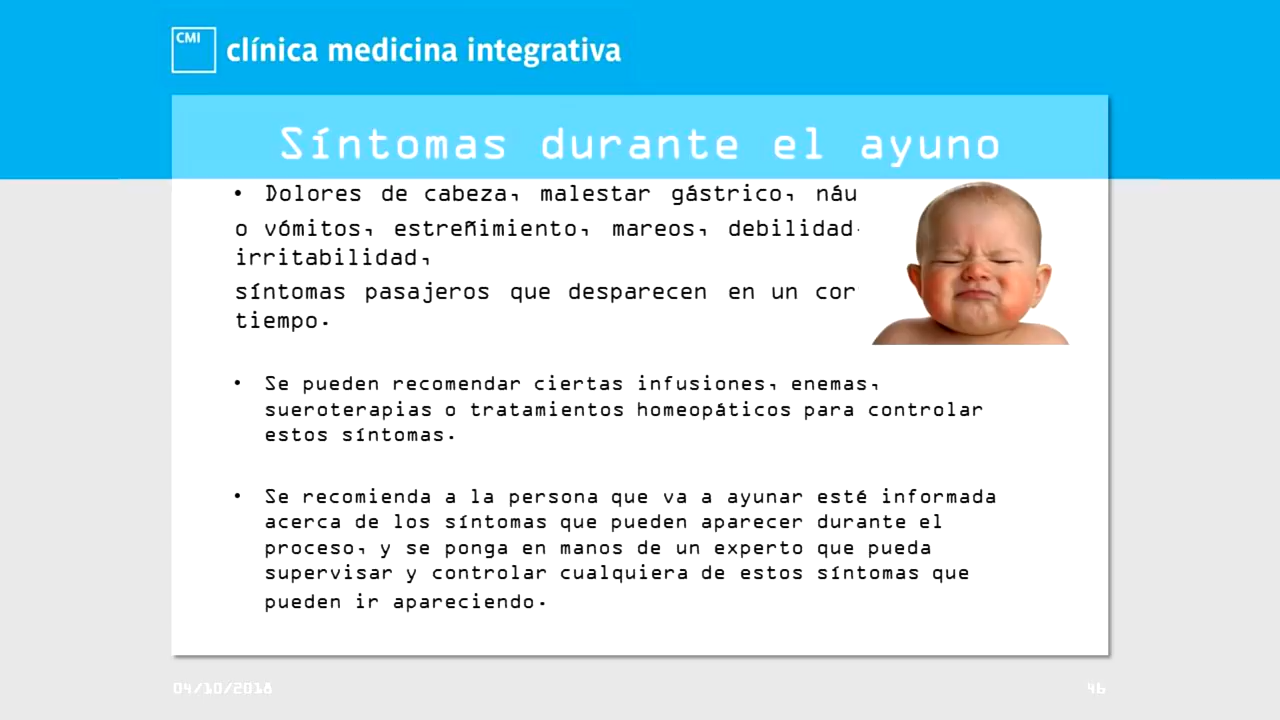 CMI
clínica medicina integrativa
Síntomas durante el ayuno
• Dolores de cabeza, malestar gástrico, náu
o vómitos, estreñimiento, mareos, debilidad
irritabilidad,
síntomas pasajeros que desparecen en un cor
tiempo.
• Se pueden recomendar ciertas infusiones, enemas,
sueroterapias o tratamientos homeopáticos para controlar
estos síntomas.
• Se recomienda a la persona que va a ayunar esté informada
acerca de los síntomas que pueden aparecer durante el
proceso, y se ponga en manos de un experto que pueda
supervisar y controlar cualquiera de estos síntomas que
pueden ir apareciendo.
04/10/2018
46